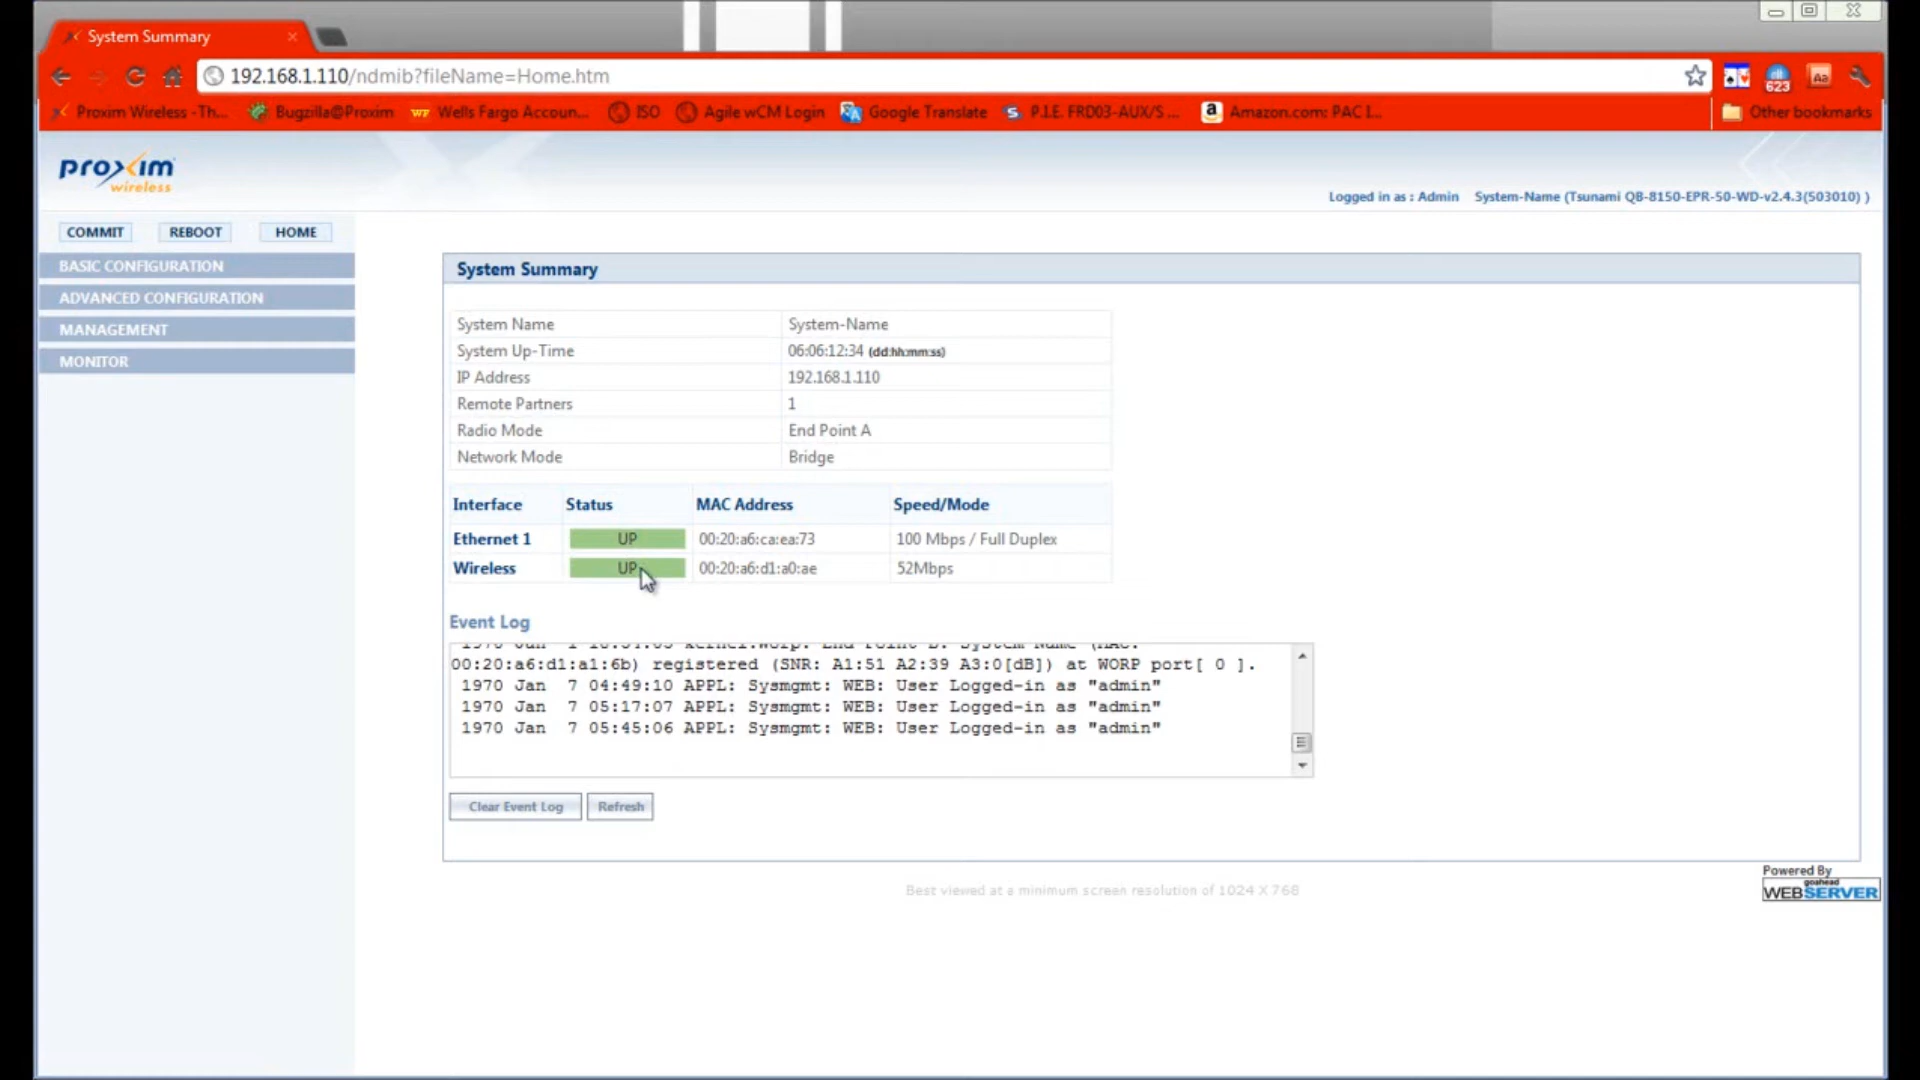 System Summary
192.168.1.110/ndmib?fileName=Home.htm
623
Aa
Proxim Wireless - Th...
Bugzilla@Proxim
Wells Fargo Accoun...
ISO
Agile wCM Login
Google Translate
P.I.E. FRD03-AUX/S ...
Amazon.com: PAC I...
Other bookmarks
proxim
wireless
Logged in as : Admin System-Name (Tsunami QB-8150-EPR-50-WD-v2.4.3(503010) )
COMMIT REBOOT HOME
BASIC CONFIGURATION
ADVANCED CONFIGURATION
MANAGEMENT
MONITOR
System Summary
System Name System-Name
System Up-Time 06:06:12:34 (dd:hh:mm:ss)
IP Address 192.168.1.110
Remote Partners 1
Radio Mode End Point A
Network Mode Bridge
Interface Status MAC Address Speed/Mode
Ethernet 1 UP 00:20:a6:ca:ea:73 100 Mbps / Full Duplex
Wireless UP 00:20:a6:d1:a0:ae 52Mbps
Event Log
00:20:a6:d1:a1:6b) registered (SNR: A1:51 A2:39 A3:0[dB]) at WORP port[ 0 ].
1970 Jan 7 04:49:10 APPL: Sysmgmt: WEB: User Logged-in as "admin"
1970 Jan 7 05:17:07 APPL: Sysmgmt: WEB: User Logged-in as "admin"
1970 Jan 7 05:45:06 APPL: Sysmgmt: WEB: User Logged-in as "admin"
Clear Event Log Refresh
Powered By
goahead
WEBSERVER
Best viewed at a minimum screen resolution of 1024 X 768